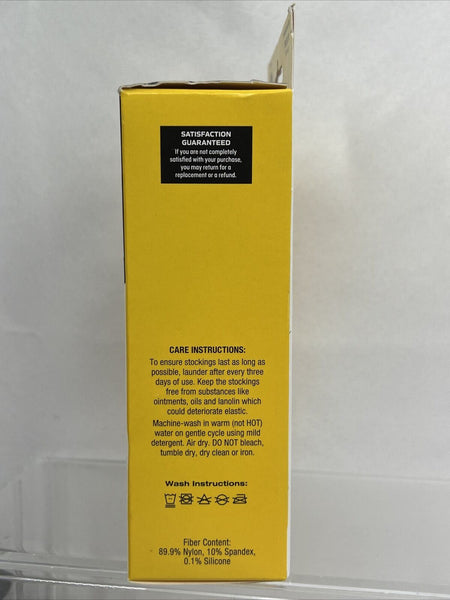 SATISFACTION
GUARANTEED
If you are not completely
satisfied with your purchase,
you may return for a
replacement or a refund.
CARE INSTRUCTIONS:
To ensure stockings last as long as
possible, launder after every three
days of use. Keep the stockings
free from substances like
ointments, oils and lanolin which
could deteriorate elastic.
Machine-wash in warm (not HOT)
water on gentle cycle using mild
detergent. Air dry. DO NOT bleach,
tumble dry, dry clean or iron.
Wash Instructions:
Fiber Content:
89.9% Nylon, 10% Spandex,
0.1% Silicone